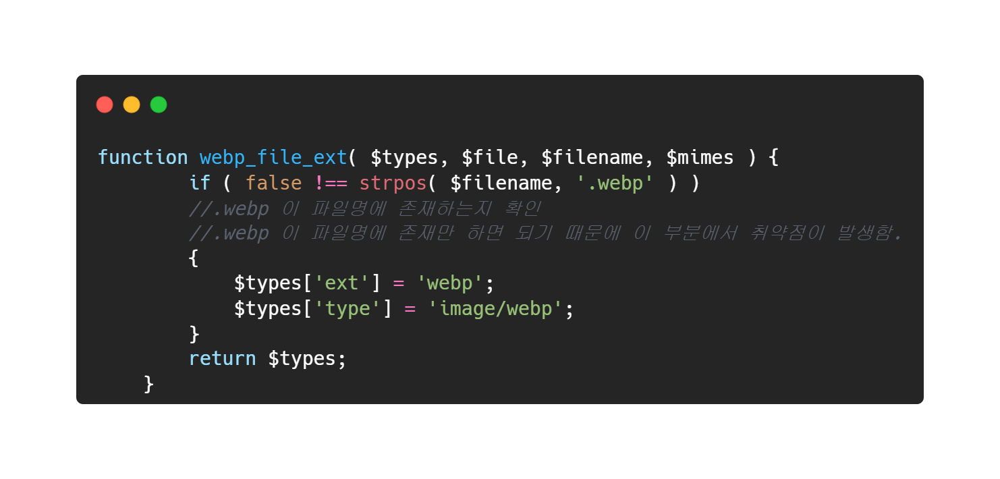 function webp_file_ext( $types, $file, $filename, $mimes ) {
if ( false !== strpos( $filename, '.webp' ) )
//.webp 이 파일명에 존재하는지 확인
//.webp 이 파일명에 존재만 하면 되기 때문에 이 부분에서 취약점이 발생함.
{
$types['ext'] = 'webp';
$types['type'] = 'image/webp';
}
return $types;
}